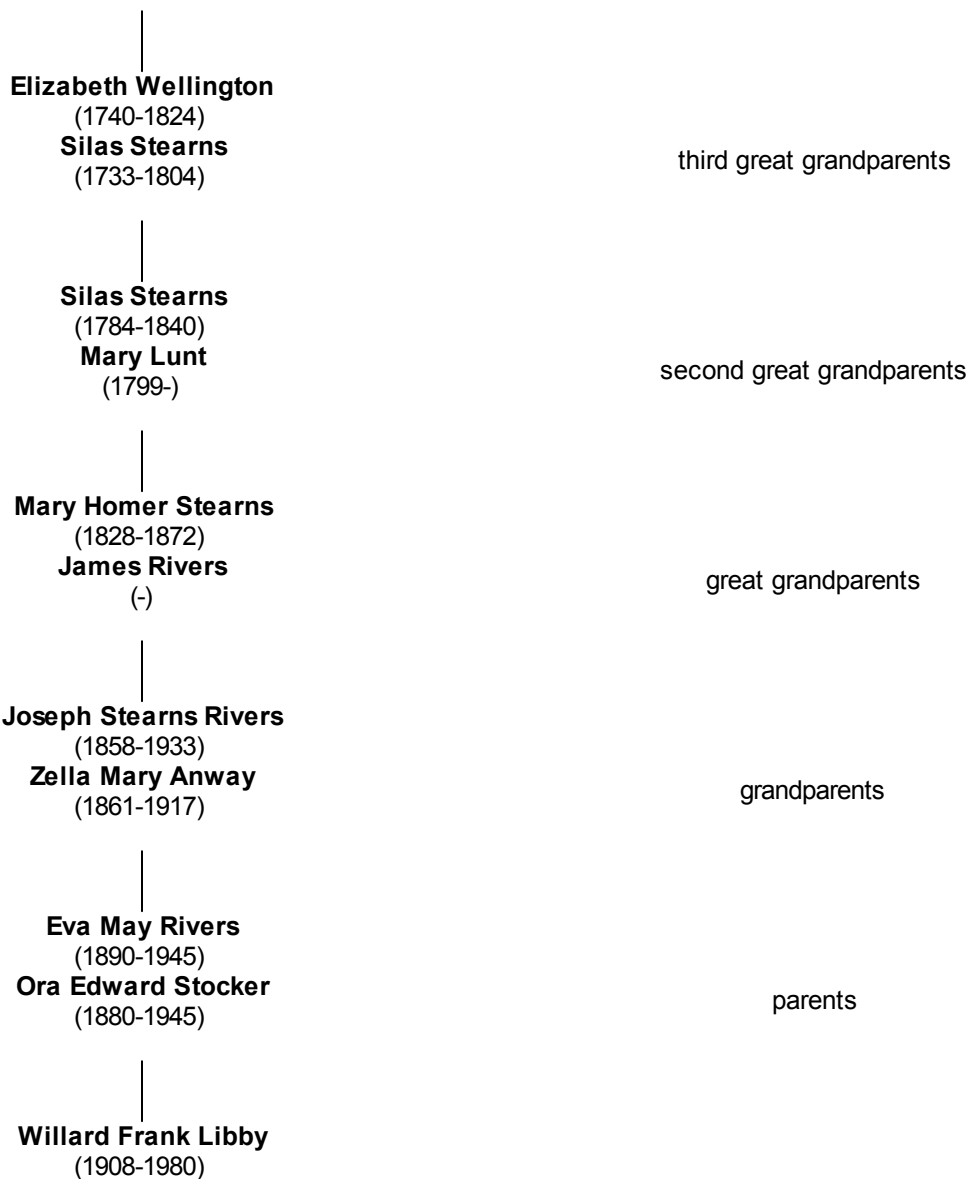 Elizabeth Wellington
(1740-1824)
Silas Stearns
(1733-1804)
third great grandparents
Silas Stearns
(1784-1840)
Mary Lunt
(1799-)
second great grandparents
Mary Homer Stearns
(1828-1872)
James Rivers
(-)
great grandparents
Joseph Stearns Rivers
(1858-1933)
Zella Mary Anway
(1861-1917)
grandparents
Eva May Rivers
(1890-1945)
Ora Edward Stocker
(1880-1945)
parents
Willard Frank Libby
(1908-1980)